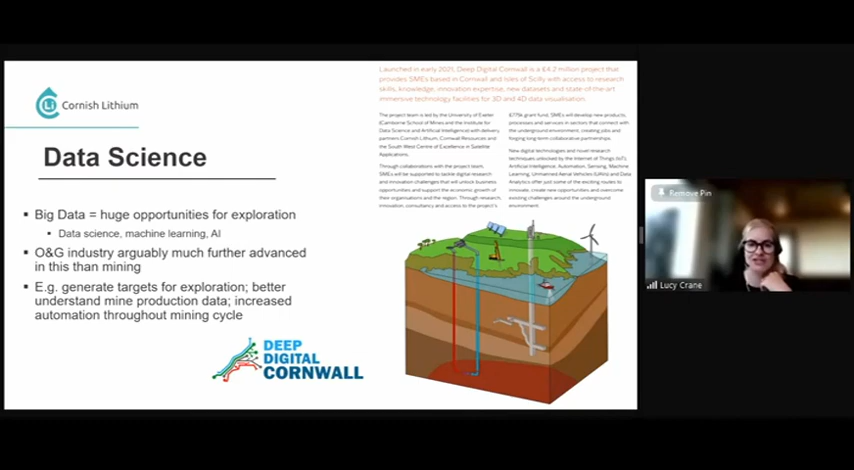 Li
Cornish Lithium
Data Science
▪ Big Data = huge opportunities for exploration
▪ Data science, machine learning, AI
▪ O&G industry arguably much further advanced
in this than mining
▪ E.g. generate targets for exploration; better
understand mine production data; increased
automation throughout mining cycle
DEEP
DIGITAL
CORNWALL
Launched in early 2021, Deep Digital Cornwall is a £4.2 million project that
provides SMEs based in Cornwall and Isles of Scilly with access to research
skills, knowledge, innovation expertise, new datasets and state of the art
immersive technology facilities for 3D and 4D data visualisation.
The project team is led by the University of Exeter
(Camborne School of Mines and the Institute for
Data Science and Artificial Intelligence) with delivery
partners Cornish Lithium, Cornwall Resources and
the South West Centre of Excellence in Satellite
Applications.
Through collaborations with the project team,
SMEs will be supported to tackle digital research
and innovation challenges that will unlock business
opportunities and support the economic growth of
their organisations and the region. Through research,
innovation, consultancy and access to the project's
£775k grant fund, SMEs will develop new products,
processes and services in sectors that connect with
the underground environment, creating jobs and
forging long-term collaborative partnerships.
New digital technologies and novel research
techniques unlocked by the Internet of Things (IoT),
Artificial Intelligence, Automation, Sensing, Machine
Learning, Unmanned Aerial Vehicles (UAVs) and Data
Analytics offer just some of the exciting routes to
innovate, create new opportunities and overcome
existing challenges around the underground
environment.
Remove Pin
Lucy Crane